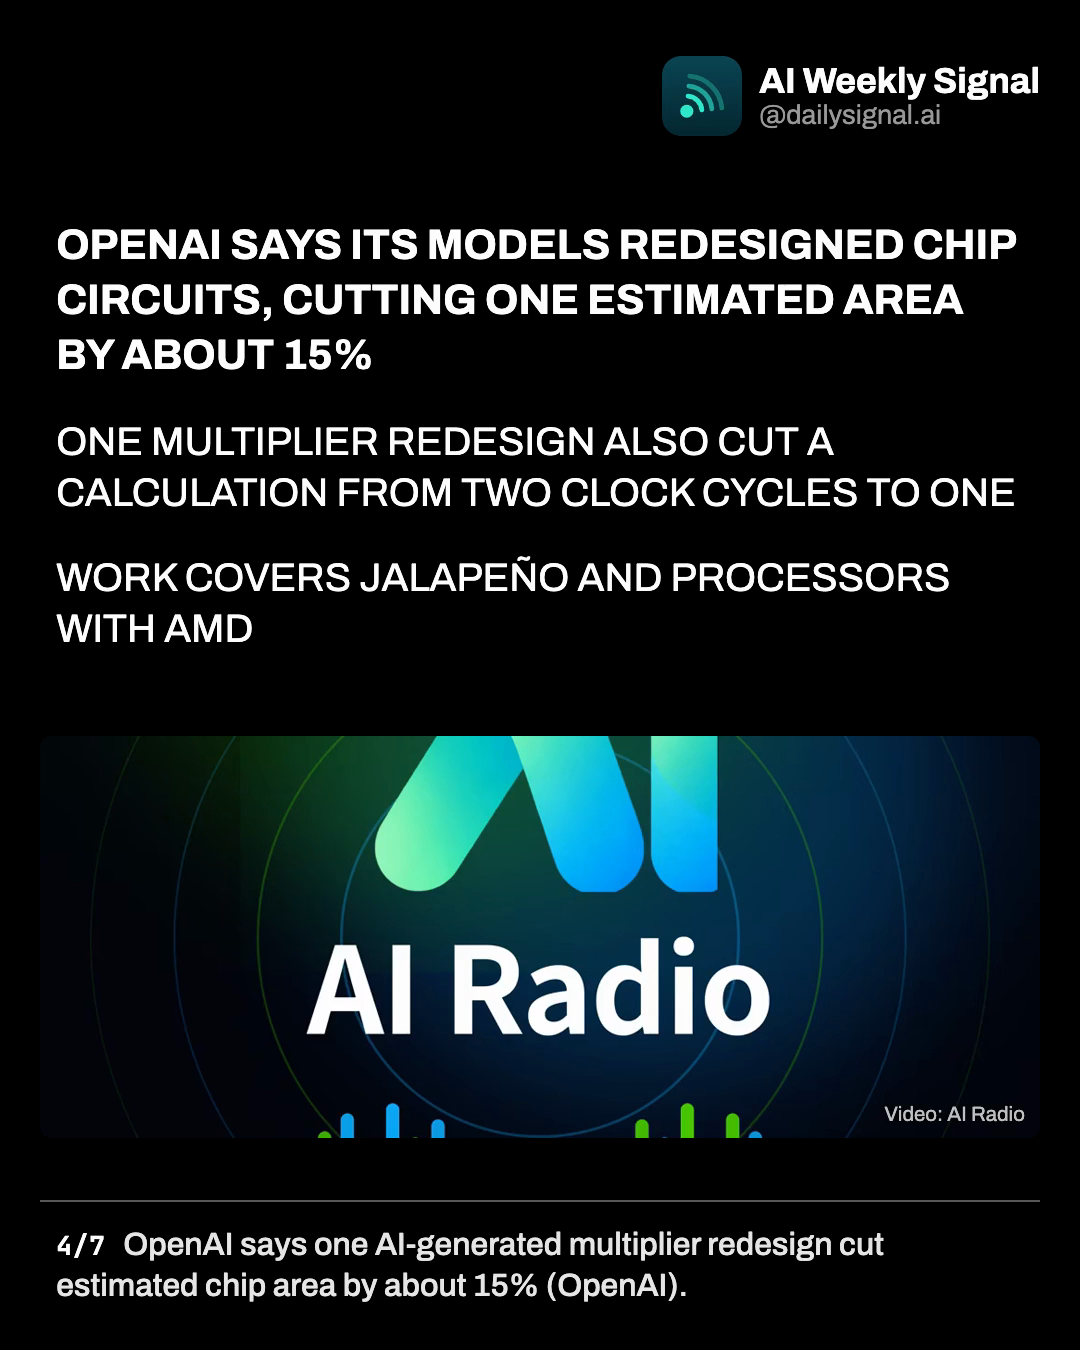 AI Weekly Signal
@dailysignal.ai
OPENAI SAYS ITS MODELS REDESIGNED CHIP
CIRCUITS, CUTTING ONE ESTIMATED AREA
BY ABOUT 15%
ONE MULTIPLIER REDESIGN ALSO CUT A
CALCULATION FROM TWO CLOCK CYCLES TO ONE
WORK COVERS JALAPEÑO AND PROCESSORS
WITH AMD
AI
AI Radio
Video: AI Radio
4/7 OpenAI says one AI-generated multiplier redesign cut
estimated chip area by about 15% (OpenAI).